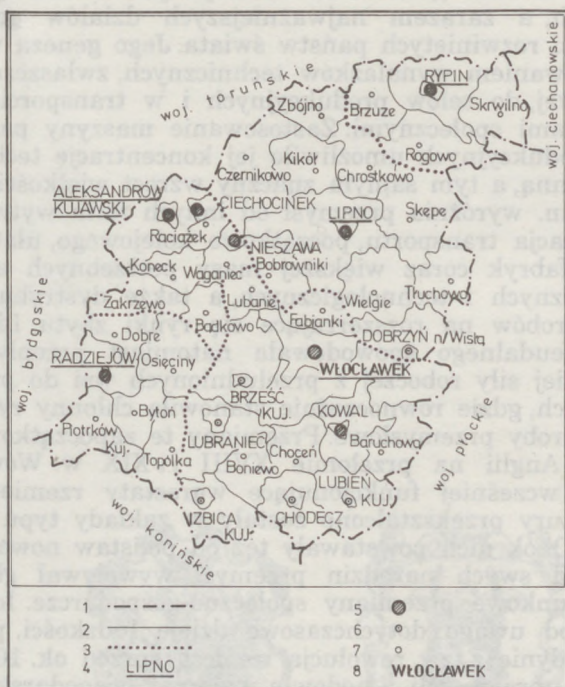 woj. toruńskie
woj. ciechanowskie
RYPIN
Zbójno
Brzuze
Skrwilno
Rogowo
Kikół
Czernikowo
Chrostkowo
ALEKSANDRÓW
KUJAWSKI
CIECHOCINEK
LIPNO
Skępe
Raciążek
NIESZAWA
Bobrowniki
Koneck
Waganiec
Tłuchowo
Zakrzewo
Lubanie
Wielgie
woj. bydgoskie
Fabianki
Dobre
Bądkowo
DOBRZYŃ n/Wisłą
RADZIEJÓW
Osięciny
WŁOCŁAWEK
BRZEŚĆ
KUJ.
KOWAL
Bytoń
Piotrków
Kuj.
LUBRANIEC
Baruchowo
woj. płockie
Topólka
Choceń
Boniewo
LUBIEŃ
KUJ.
IZBICA
KUJ.
CHODECZ
woj. konińskie
1
2
3
4 LIPNO
5
6
7
8 WŁOCŁAWEK